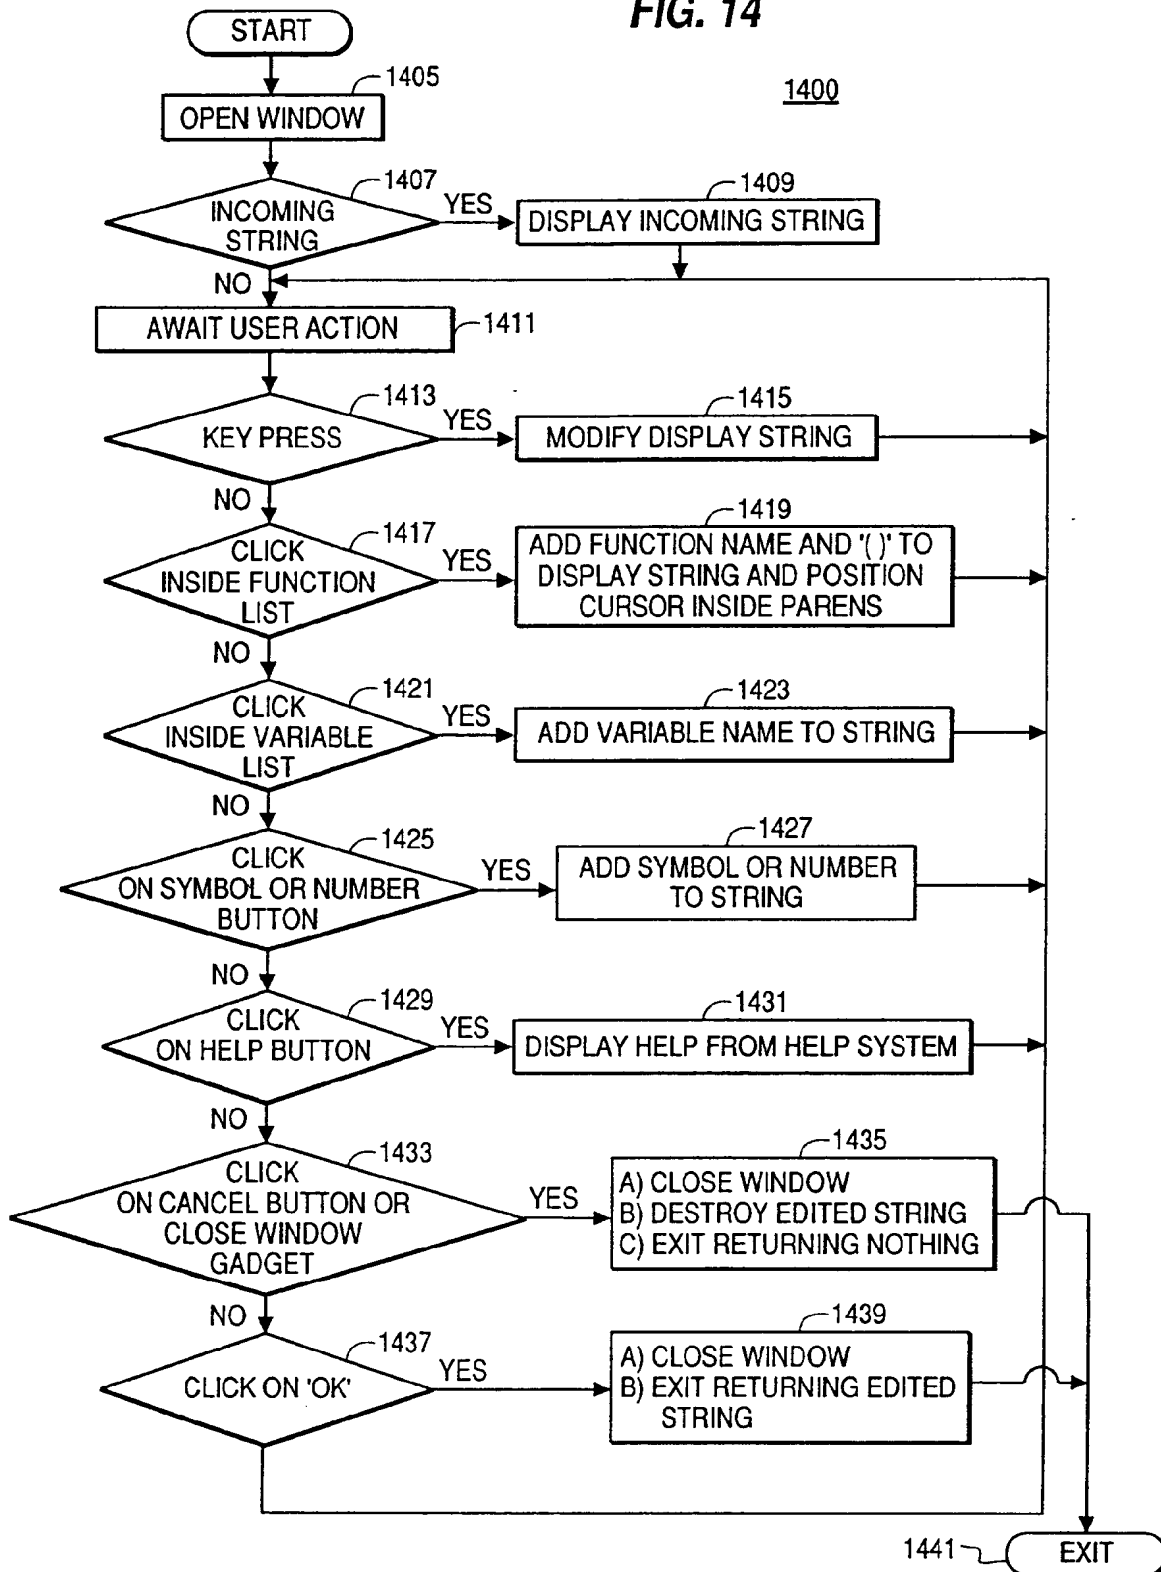 FIG. 14
START
1405
1400
OPEN WINDOW
1407
INCOMING
STRING
YES
1409
DISPLAY INCOMING STRING
NO
AWAIT USER ACTION
1411
1413
KEY PRESS
YES
1415
MODIFY DISPLAY STRING
NO
1417
CLICK
INSIDE FUNCTION
LIST
YES
1419
ADD FUNCTION NAME AND '( )' TO
DISPLAY STRING AND POSITION
CURSOR INSIDE PARENS
NO
1421
CLICK
INSIDE VARIABLE
LIST
YES
1423
ADD VARIABLE NAME TO STRING
NO
1425
CLICK
ON SYMBOL OR NUMBER
BUTTON
YES
1427
ADD SYMBOL OR NUMBER
TO STRING
NO
1429
CLICK
ON HELP BUTTON
YES
1431
DISPLAY HELP FROM HELP SYSTEM
NO
1433
CLICK
ON CANCEL BUTTON OR
CLOSE WINDOW
GADGET
YES
1435
A) CLOSE WINDOW
B) DESTROY EDITED STRING
C) EXIT RETURNING NOTHING
NO
1437
CLICK ON 'OK'
YES
1439
A) CLOSE WINDOW
B) EXIT RETURNING EDITED
STRING
1441
EXIT